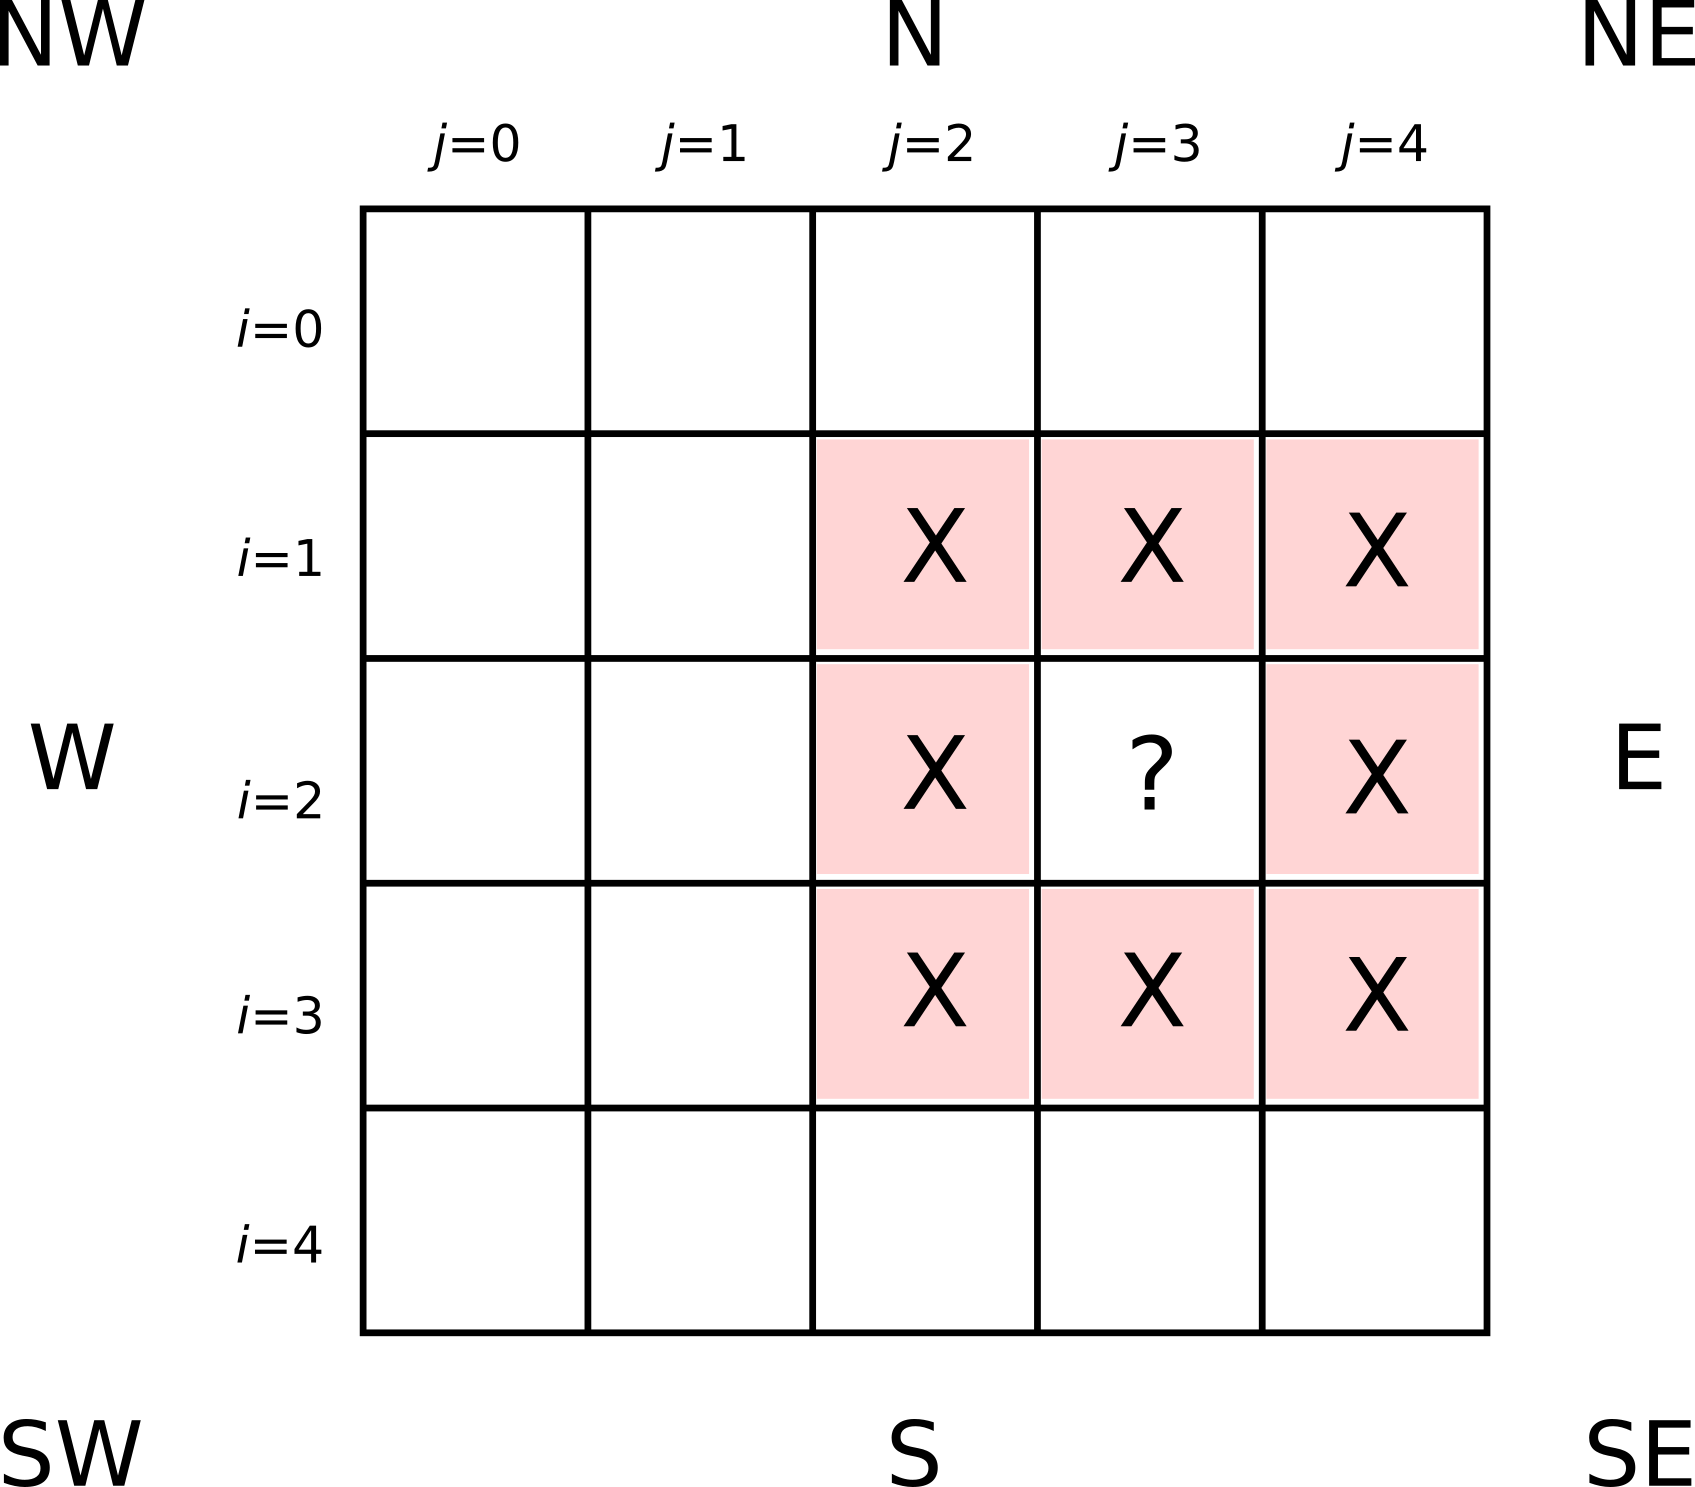 NW N NE
j=0 j=1 j=2 j=3 j=4
i=0
i=1 X X X
W i=2 X ? X E
i=3 X X X
i=4
SW S SE